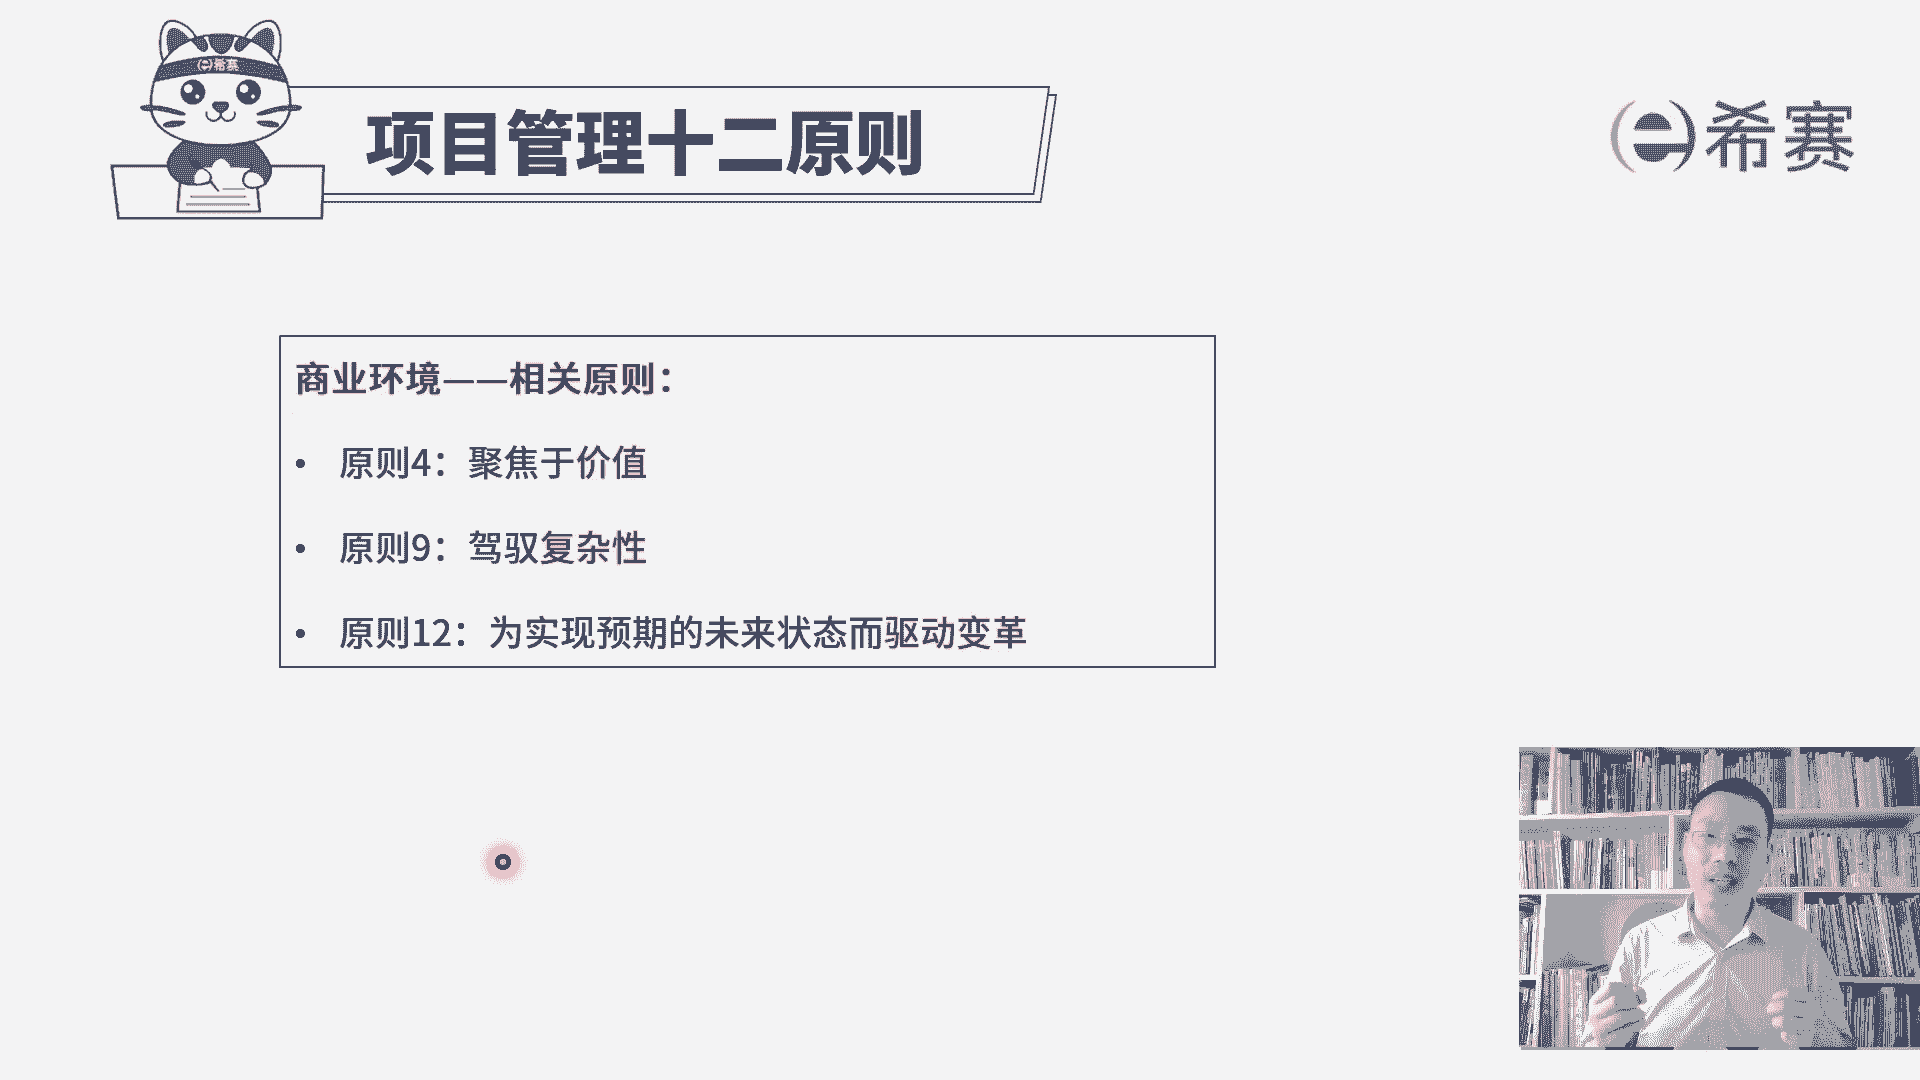 希赛
项目管理十二原则
希赛
商业环境——相关原则：
• 原则4：聚焦于价值
• 原则9：驾驭复杂性
• 原则12：为实现预期的未来状态而驱动变革